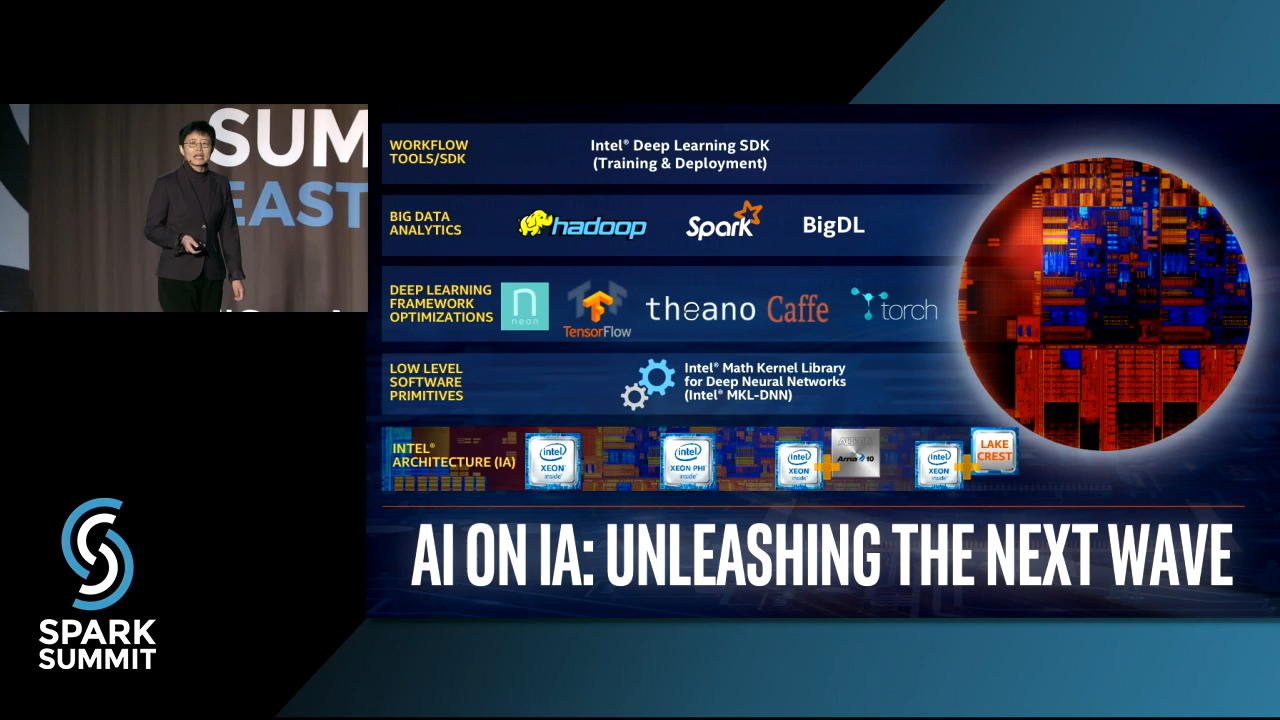 SUM
EAST
WORKFLOW
TOOLS/SDK
Intel® Deep Learning SDK
(Training & Deployment)
BIG DATA
ANALYTICS
hadoop
Spark
BigDL
DEEP LEARNING
FRAMEWORK
OPTIMIZATIONS
n
neon
TensorFlow
theano
Caffe
torch
LOW LEVEL
SOFTWARE
PRIMITIVES
Intel® Math Kernel Library
for Deep Neural Networks
(Intel® MKL-DNN)
INTEL®
ARCHITECTURE (IA)
intel
XEON
inside
intel
XEON PHI
inside
intel
XEON
inside
Arria 10
intel
XEON
inside
LAKE
CREST
AI ON IA: UNLEASHING THE NEXT WAVE
SPARK
SUMMIT